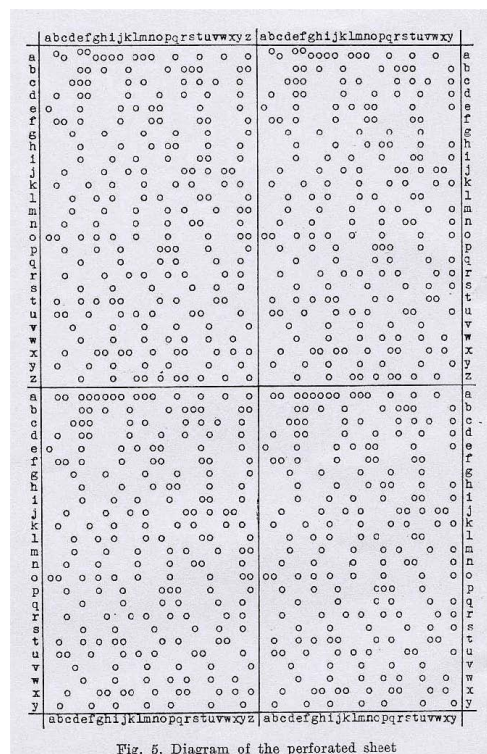 abcdefghijklmnopqrstuvwxyz abcdefghijklmnopqrstuvwxy
a a
b b
c c
d d
e e
f f
g g
h h
i i
j j
k k
l l
m m
n n
o o
p p
q q
r r
s s
t t
u u
v v
w w
x x
y y
z z
a a
b b
c c
d d
e e
f f
g g
h h
i i
j j
k k
l l
m m
n n
o o
p p
q q
r r
s s
t t
u u
v v
w w
x x
y y
abcdefghijklmnopqrstuvwxyz abcdefghijklmnopqrstuvwxy
Fig. 5. Diagram of the perforated sheet